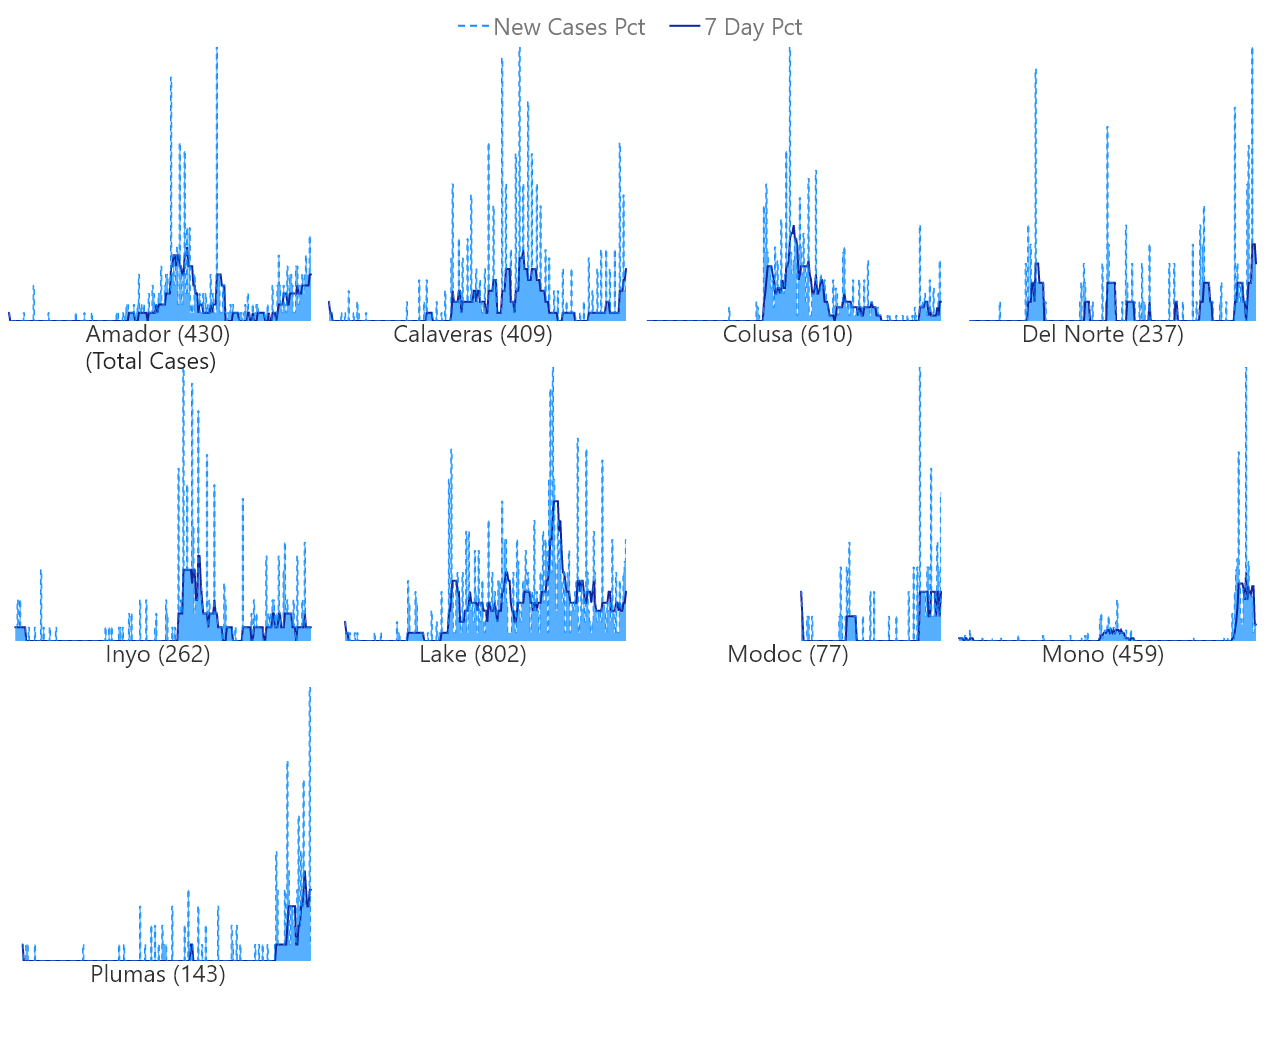 New Cases Pct 7 Day Pct
Amador (430) Calaveras (409) Colusa (610) Del Norte (237)
(Total Cases)
Inyo (262) Lake (802) Modoc (77) Mono (459)
Plumas (143)